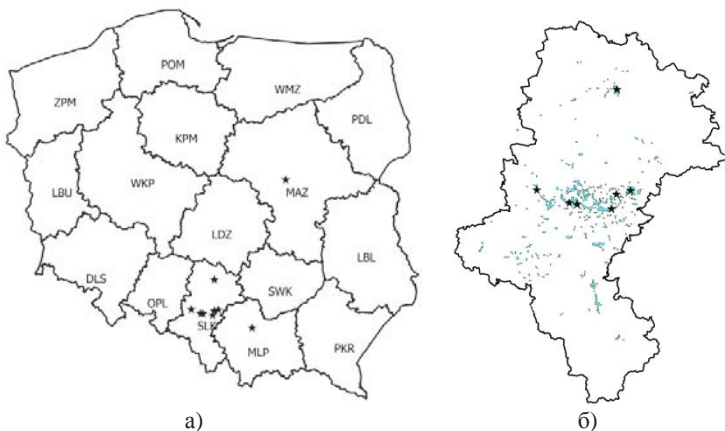 POM
ZPM
WMZ
PDL
KPM
LBU
WKP
MAZ
LDZ
LBL
DLS
OPL
SWK
SLK
MLP
PKR
а) б)